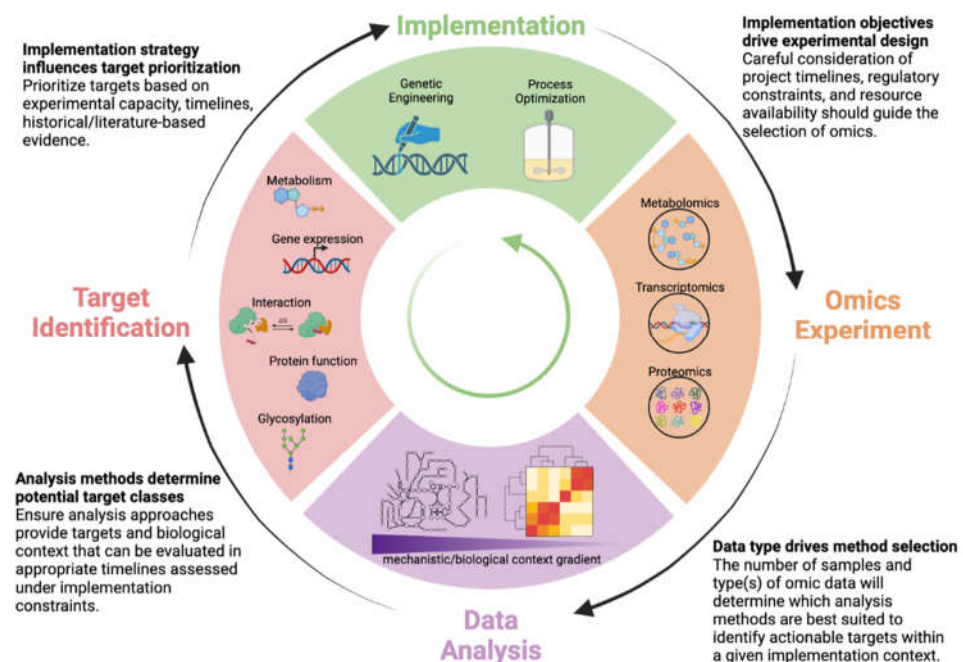 Implementation
Implementation strategy
influences target prioritization
Prioritize targets based on
experimental capacity, timelines,
historical/literature-based
evidence.
Implementation objectives
drive experimental design
Careful consideration of
project timelines, regulatory
constraints, and resource
availability should guide the
selection of omics.
Genetic
Engineering
Process
Optimization
Metabolism
Gene expression
Interaction
ΔG
Protein function
Glycosylation
Target
Identification
Metabolomics
Transcriptomics
Proteomics
Omics
Experiment
Analysis methods determine
potential target classes
Ensure analysis approaches
provide targets and biological
context that can be evaluated in
appropriate timelines assessed
under implementation
constraints.
mechanistic/biological context gradient
Data
Analysis
Data type drives method selection
The number of samples and
type(s) of omic data will
determine which analysis
methods are best suited to
identify actionable targets within
a given implementation context.